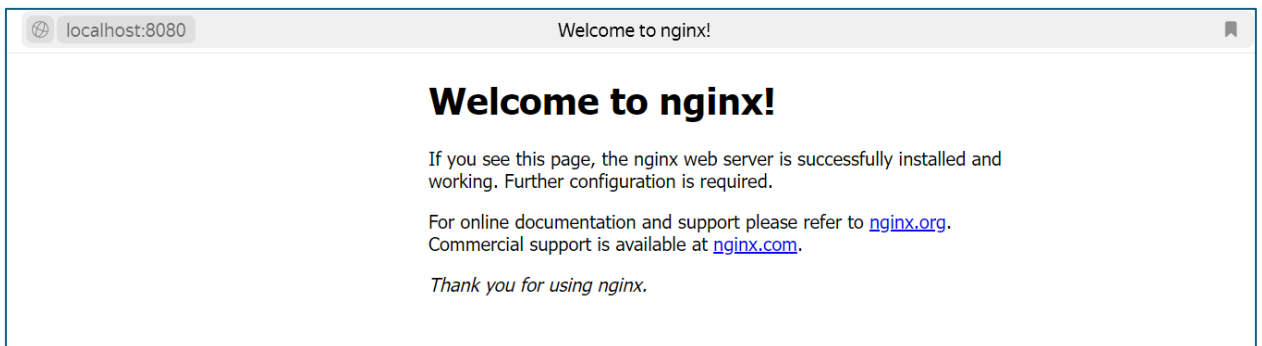 localhost:8080 Welcome to nginx!
Welcome to nginx!
If you see this page, the nginx web server is successfully installed and
working. Further configuration is required.
For online documentation and support please refer to nginx.org.
Commercial support is available at nginx.com.
Thank you for using nginx.